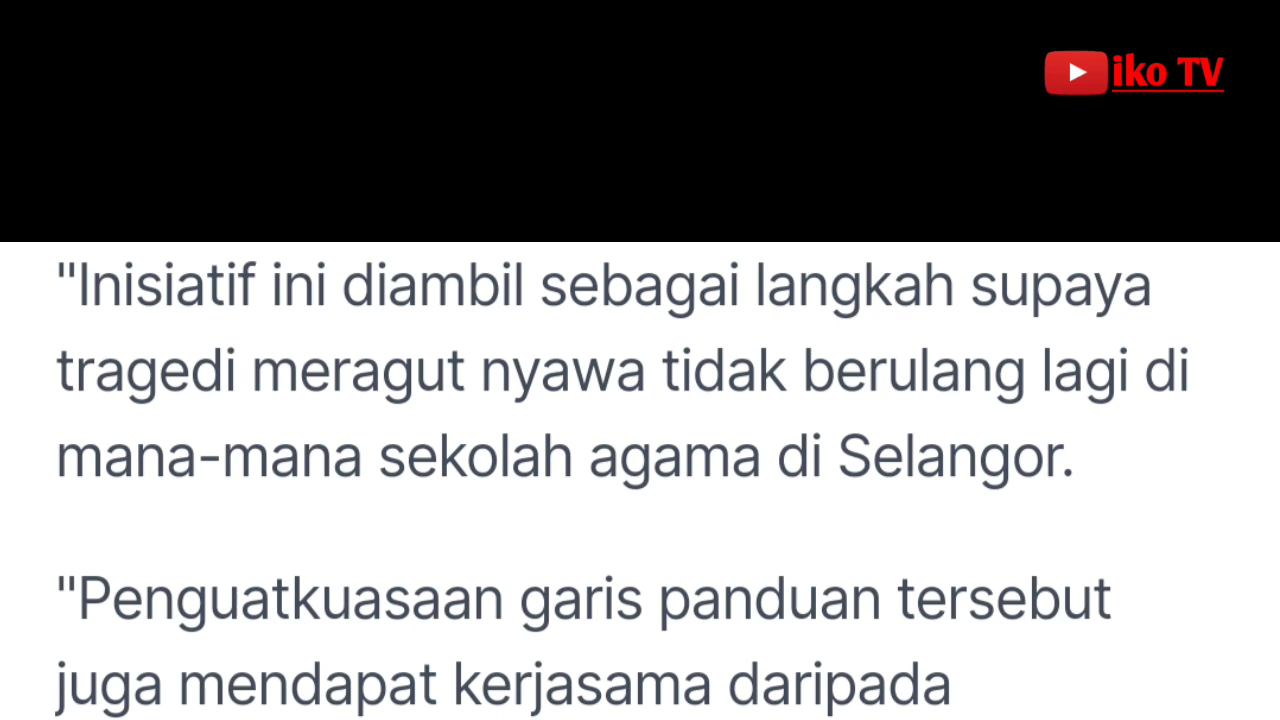 iko TV
"Inisiatif ini diambil sebagai langkah supaya
tragedi meragut nyawa tidak berulang lagi di
mana-mana sekolah agama di Selangor.
"Penguatkuasaan garis panduan tersebut
juga mendapat kerjasama daripada